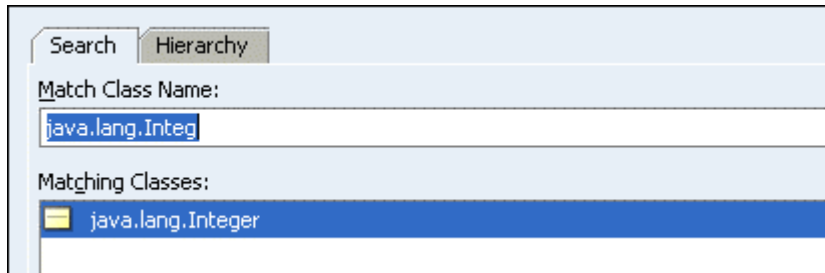 Search Hierarchy
Match Class Name:
java.lang.Integ
Matching Classes:
java.lang.Integer